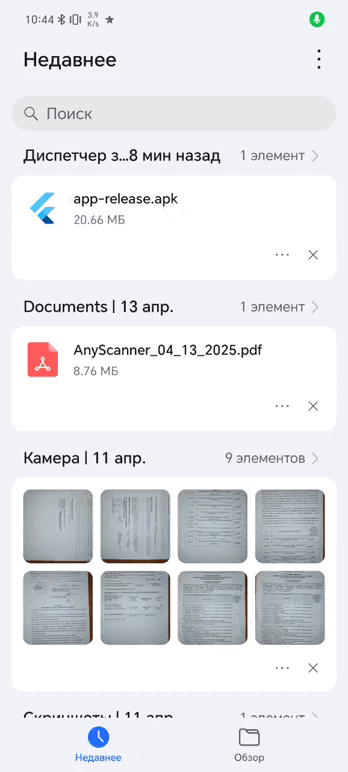 10:44 3,9 K/s
Недавнее
Поиск
Диспетчер з...8 мин назад 1 элемент
app-release.apk
20.66 МБ
Documents | 13 апр. 1 элемент
AnyScanner_04_13_2025.pdf
8.76 МБ
Камера | 11 апр. 9 элементов
Скриншоты | 11 апр. 1 элемент
Недавнее Обзор